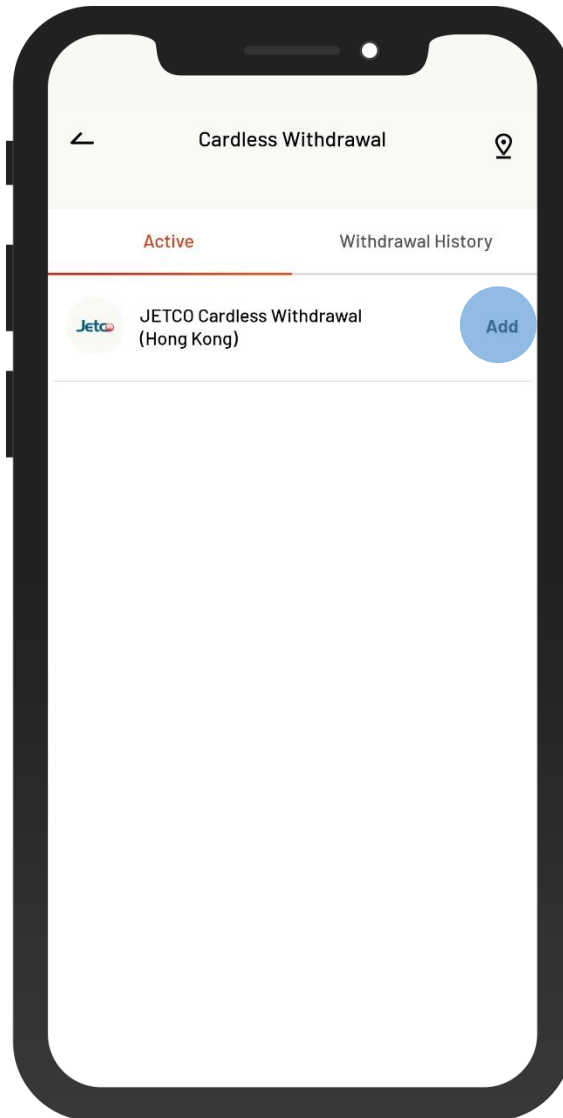 Cardless Withdrawal
Active
Withdrawal History
Jetco
JETCO Cardless Withdrawal
(Hong Kong)
Add